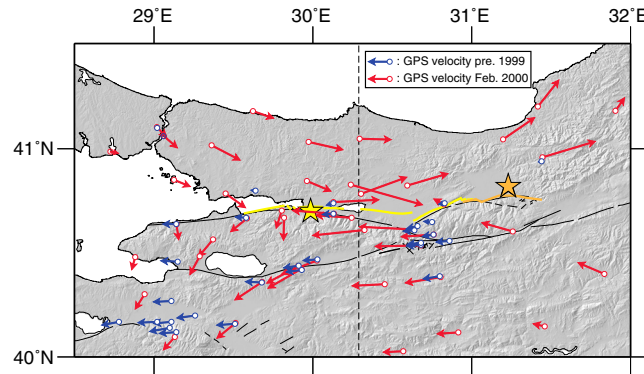 29˚E 30˚E 31˚E 32˚E
: GPS velocity pre. 1999
: GPS velocity Feb. 2000
41˚N
40˚N